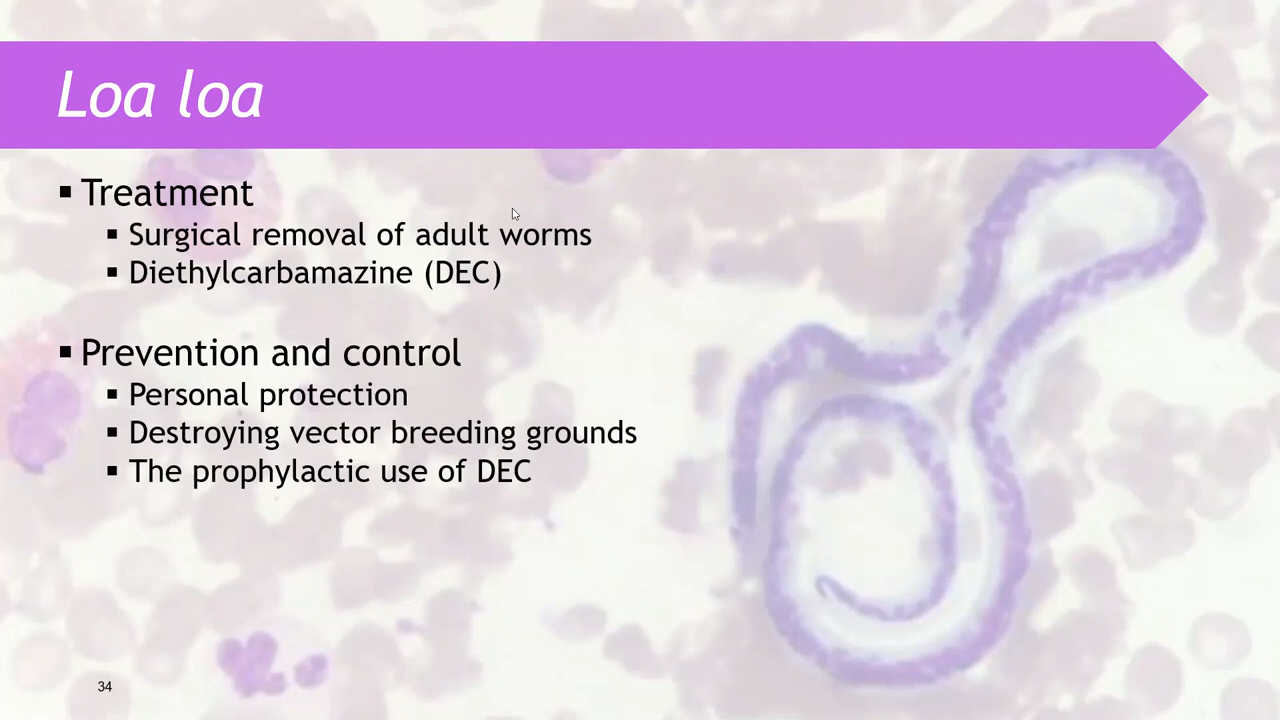 Loa loa
▪ Treatment
▪ Surgical removal of adult worms
▪ Diethylcarbamazine (DEC)
▪ Prevention and control
▪ Personal protection
▪ Destroying vector breeding grounds
▪ The prophylactic use of DEC
34